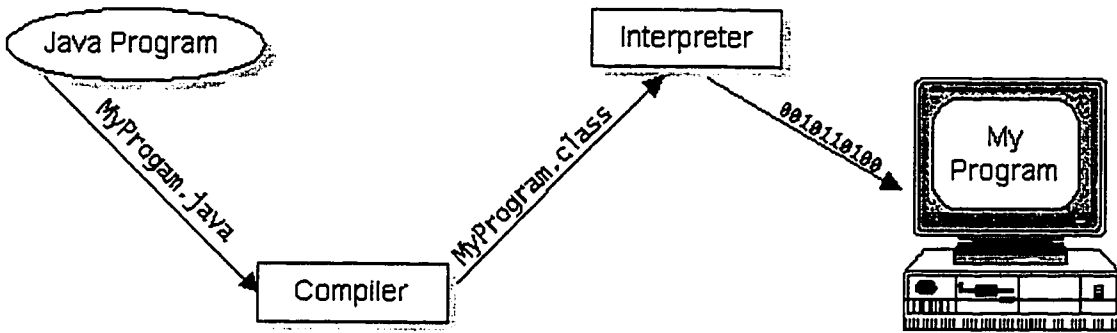 Java Program
MyProgam.java
Compiler
MyProgram.class
Interpreter
0010110100
My
Program